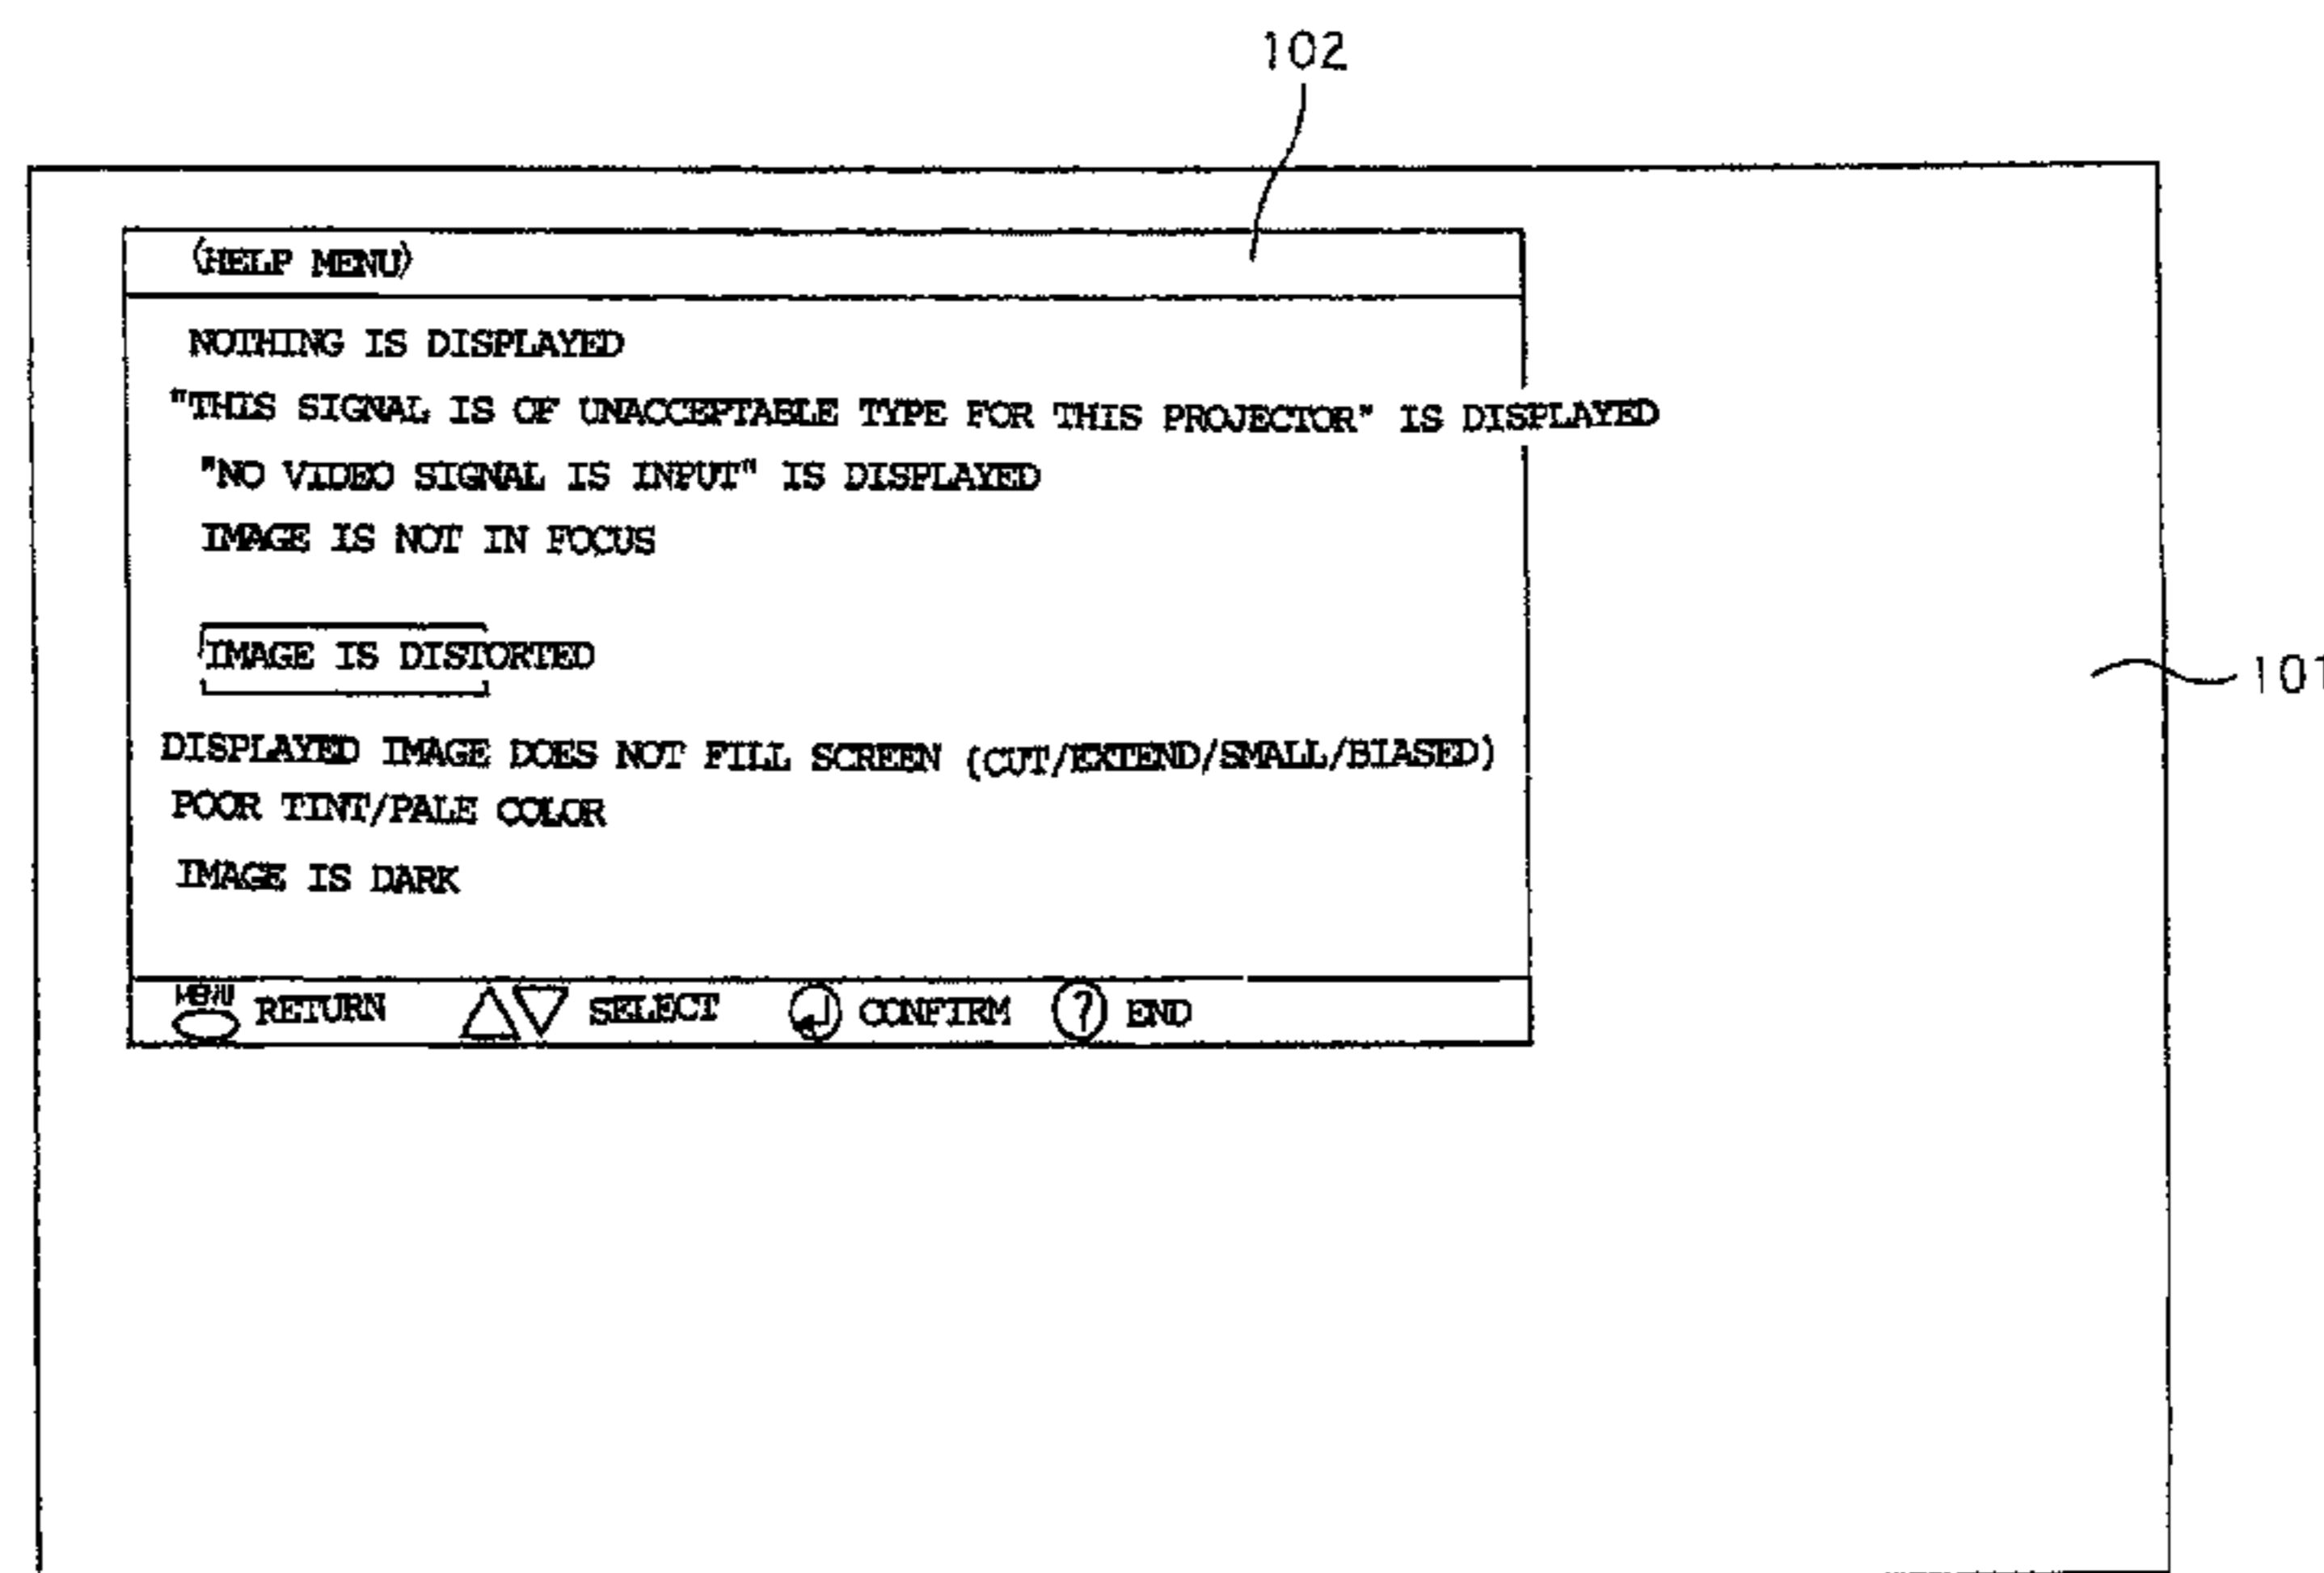 102
(HELP MENU)
NOTHING IS DISPLAYED
"THIS SIGNAL IS OF UNACCEPTABLE TYPE FOR THIS PROJECTOR" IS DISPLAYED
"NO VIDEO SIGNAL IS INPUT" IS DISPLAYED
IMAGE IS NOT IN FOCUS
IMAGE IS DISTORTED
101
DISPLAYED IMAGE DOES NOT FILL SCREEN (CUT/EXTEND/SMALL/BIASED)
POOR TINT/PALE COLOR
IMAGE IS DARK
MENU RETURN SELECT CONFIRM ? END